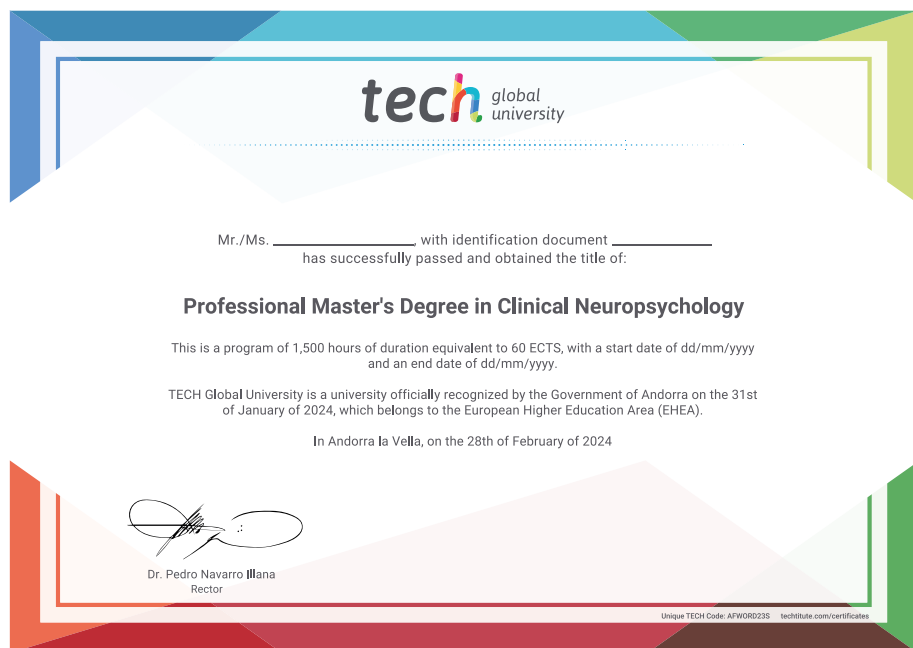 tech global university
Mr./Ms. ____________________, with identification document ______________
has successfully passed and obtained the title of:
Professional Master's Degree in Clinical Neuropsychology
This is a program of 1,500 hours of duration equivalent to 60 ECTS, with a start date of dd/mm/yyyy
and an end date of dd/mm/yyyy.
TECH Global University is a university officially recognized by the Government of Andorra on the 31st
of January of 2024, which belongs to the European Higher Education Area (EHEA).
In Andorra la Vella, on the 28th of February of 2024
Dr. Pedro Navarro Illana
Rector
Unique TECH Code: AFWORD23S techtitute.com/certificates